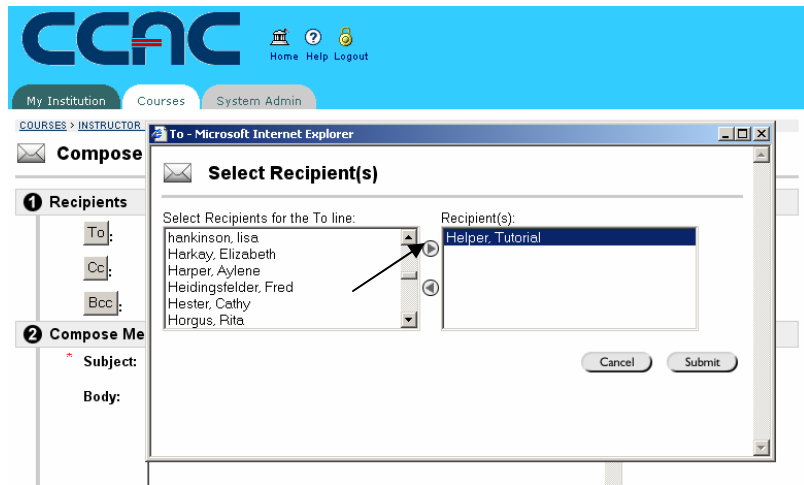 CCAC
Home Help Logout
My Institution Courses System Admin
COURSES > INSTRUCTOR
To - Microsoft Internet Explorer
Compose
Select Recipient(s)
1 Recipients
Select Recipients for the To line:
Recipient(s):
To :
hankinson, lisa
Harkay, Elizabeth
Harper, Aylene
Heidingsfelder, Fred
Hester, Cathy
Horgus, Rita
Helper, Tutorial
Cc :
Bcc :
2 Compose Me
* Subject:
Cancel Submit
Body: